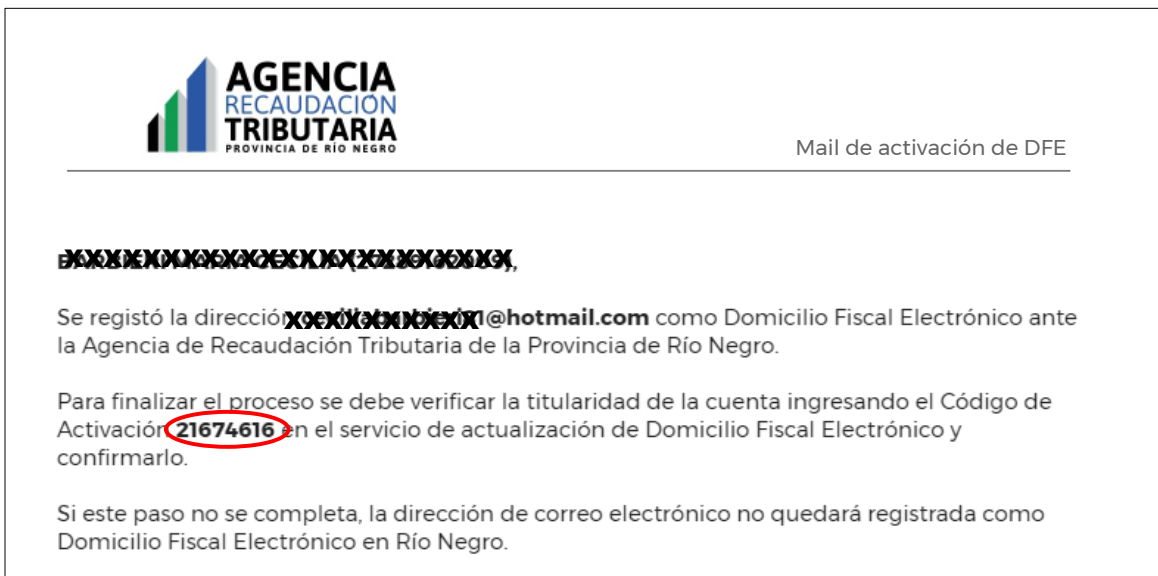 AGENCIA
RECAUDACIÓN
TRIBUTARIA
PROVINCIA DE RÍO NEGRO
Mail de activación de DFE
Se registó la dirección @hotmail.com como Domicilio Fiscal Electrónico ante
la Agencia de Recaudación Tributaria de la Provincia de Río Negro.
Para finalizar el proceso se debe verificar la titularidad de la cuenta ingresando el Código de
Activación 21674616 en el servicio de actualización de Domicilio Fiscal Electrónico y
confirmarlo.
Si este paso no se completa, la dirección de correo electrónico no quedará registrada como
Domicilio Fiscal Electrónico en Río Negro.